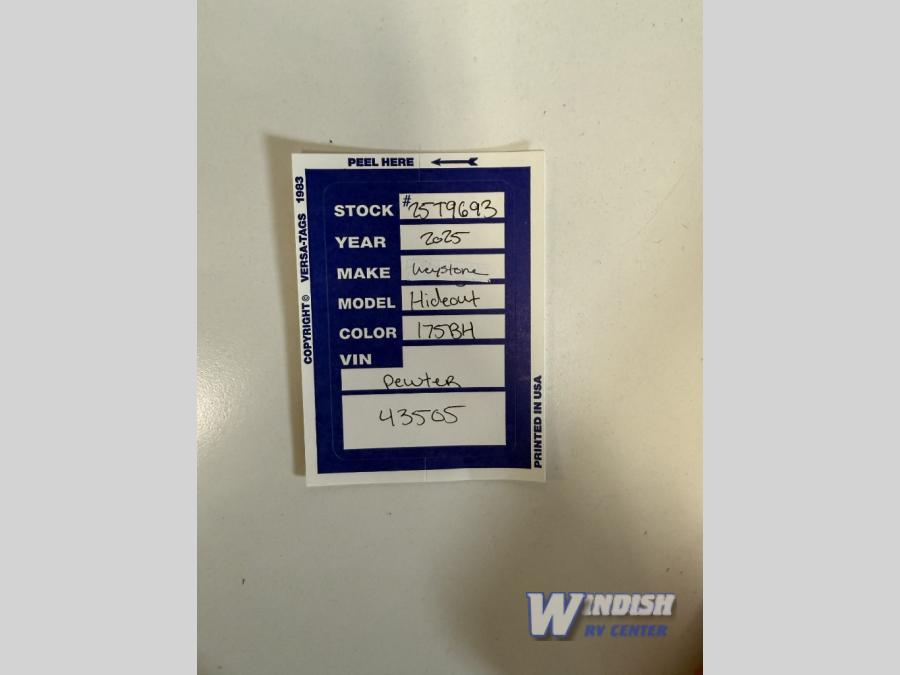 PEEL HERE
COPYRIGHT© VERSA-TAGS 1983
STOCK #25T9693
YEAR 2025
MAKE Keystone
MODEL Hideout
COLOR 175BH
VIN
Pewter
43505
PRINTED IN USA
WINDISH
RV CENTER